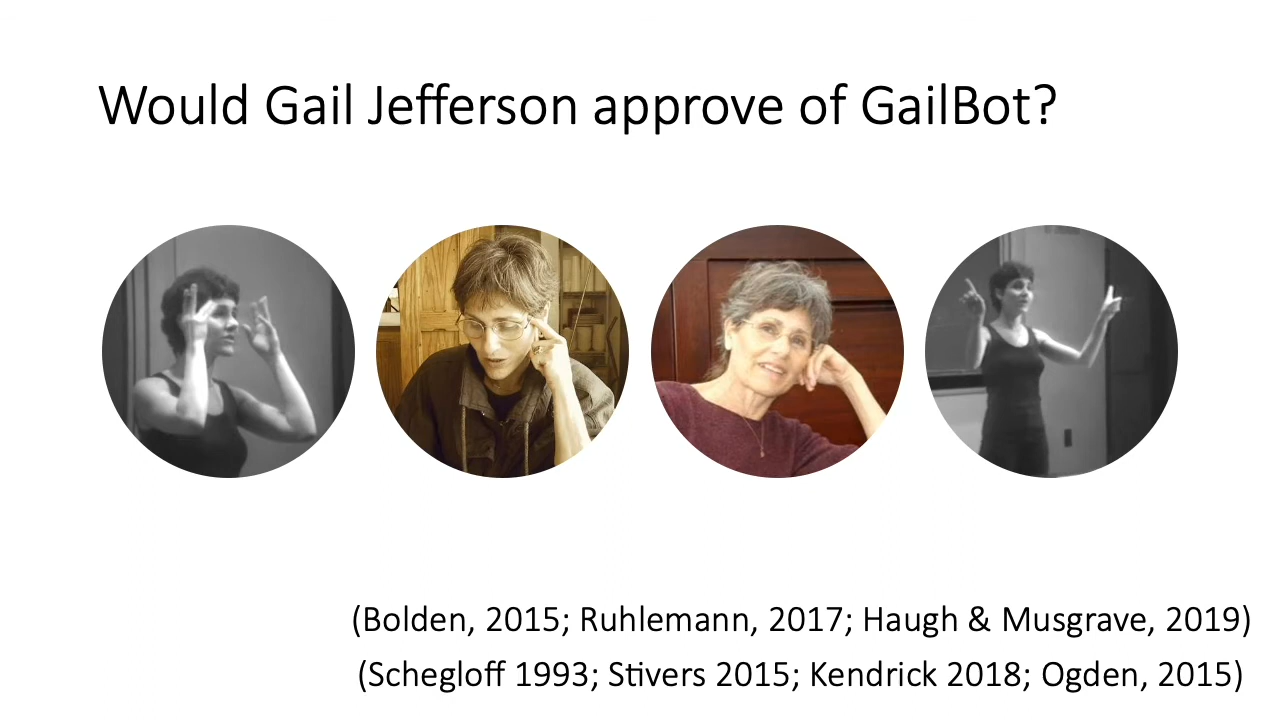 Would Gail Jefferson approve of GailBot?
(Bolden, 2015; Ruhlemann, 2017; Haugh & Musgrave, 2019)
(Schegloff 1993; Stivers 2015; Kendrick 2018; Ogden, 2015)